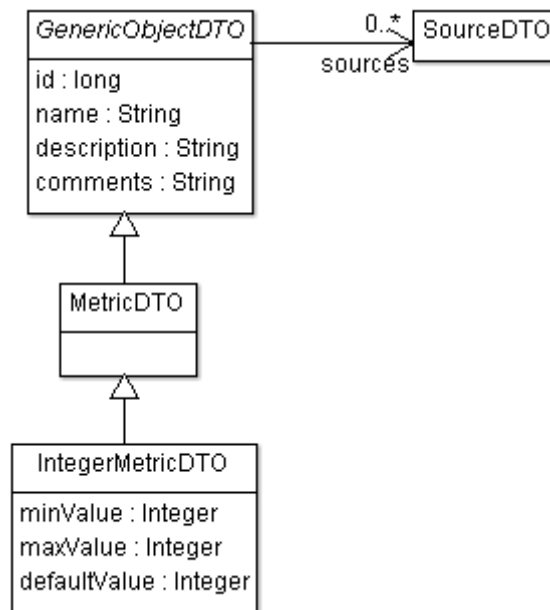 GenericObjectDTO
0..*
SourceDTO
sources
id : long
name : String
description : String
comments : String
MetricDTO
IntegerMetricDTO
minValue : Integer
maxValue : Integer
defaultValue : Integer